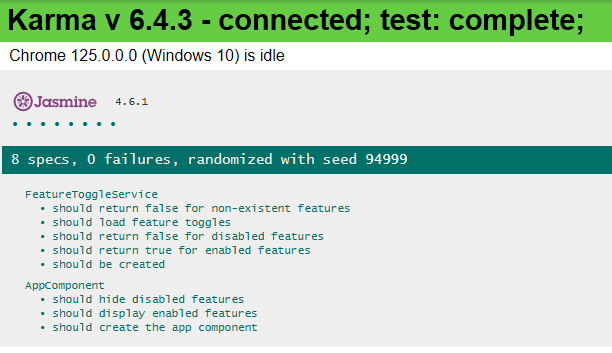 Karma v 6.4.3 - connected; test: complete;
Chrome 125.0.0.0 (Windows 10) is idle
Jasmine 4.6.1
• • • • • • • •
8 specs, 0 failures, randomized with seed 94999
FeatureToggleService
• should return false for non-existent features
• should load feature toggles
• should return false for disabled features
• should return true for enabled features
• should be created
AppComponent
• should hide disabled features
• should display enabled features
• should create the app component